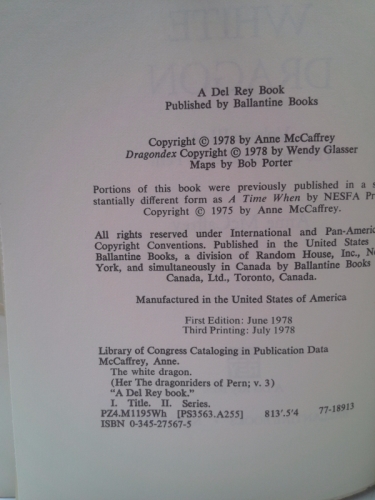 A Del Rey Book
Published by Ballantine Books
Copyright © 1978 by Anne McCaffrey
Dragondex Copyright © 1978 by Wendy Glasser
Maps by Bob Porter
Portions of this book were previously published in a s
stantially different form as A Time When by NESFA Pr
Copyright © 1975 by Anne McCaffrey.
All rights reserved under International and Pan-Americ
Copyright Conventions. Published in the United States
Ballantine Books, a division of Random House, Inc., Ne
York, and simultaneously in Canada by Ballantine Books
Canada, Ltd., Toronto, Canada.
Manufactured in the United States of America
First Edition: June 1978
Third Printing: July 1978
Library of Congress Cataloging in Publication Data
McCaffrey, Anne.
The white dragon.
(Her The dragonriders of Pern; v. 3)
"A Del Rey book."
I. Title. II. Series.
PZ4.M1195Wh [PS3563.A255] 813'.5'4 77-18913
ISBN 0-345-27567-5
WHITE
DRAGON